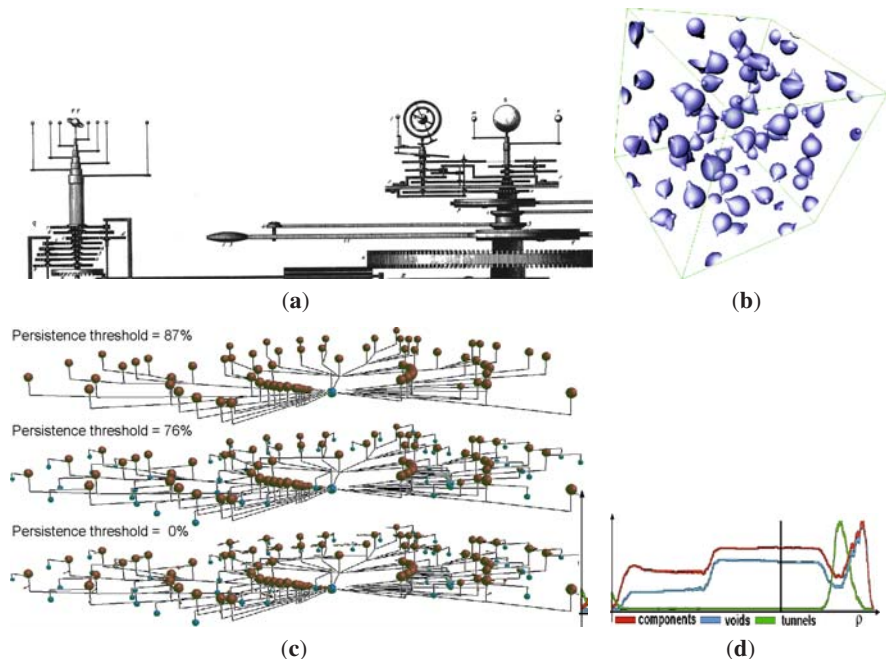 (a)
(b)
Persistence threshold = 87%
Persistence threshold = 76%
Persistence threshold = 0%
(c)
components voids tunnels ρ
(d)